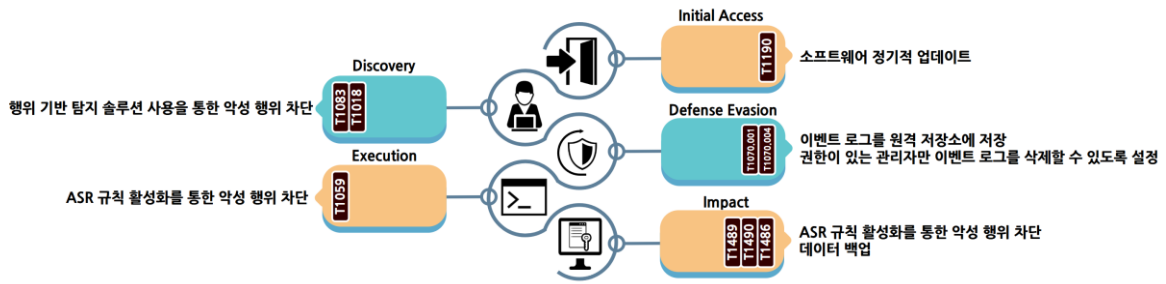 Initial Access
T1190
소프트웨어 정기적 업데이트
Discovery
T1083
T1018
행위 기반 탐지 솔루션 사용을 통한 악성 행위 차단
Defense Evasion
T1070.001
T1070.004
이벤트 로그를 원격 저장소에 저장
권한이 있는 관리자만 이벤트 로그를 삭제할 수 있도록 설정
Execution
T1059
ASR 규칙 활성화를 통한 악성 행위 차단
>_
Impact
T1489
T1490
T1486
ASR 규칙 활성화를 통한 악성 행위 차단
데이터 백업